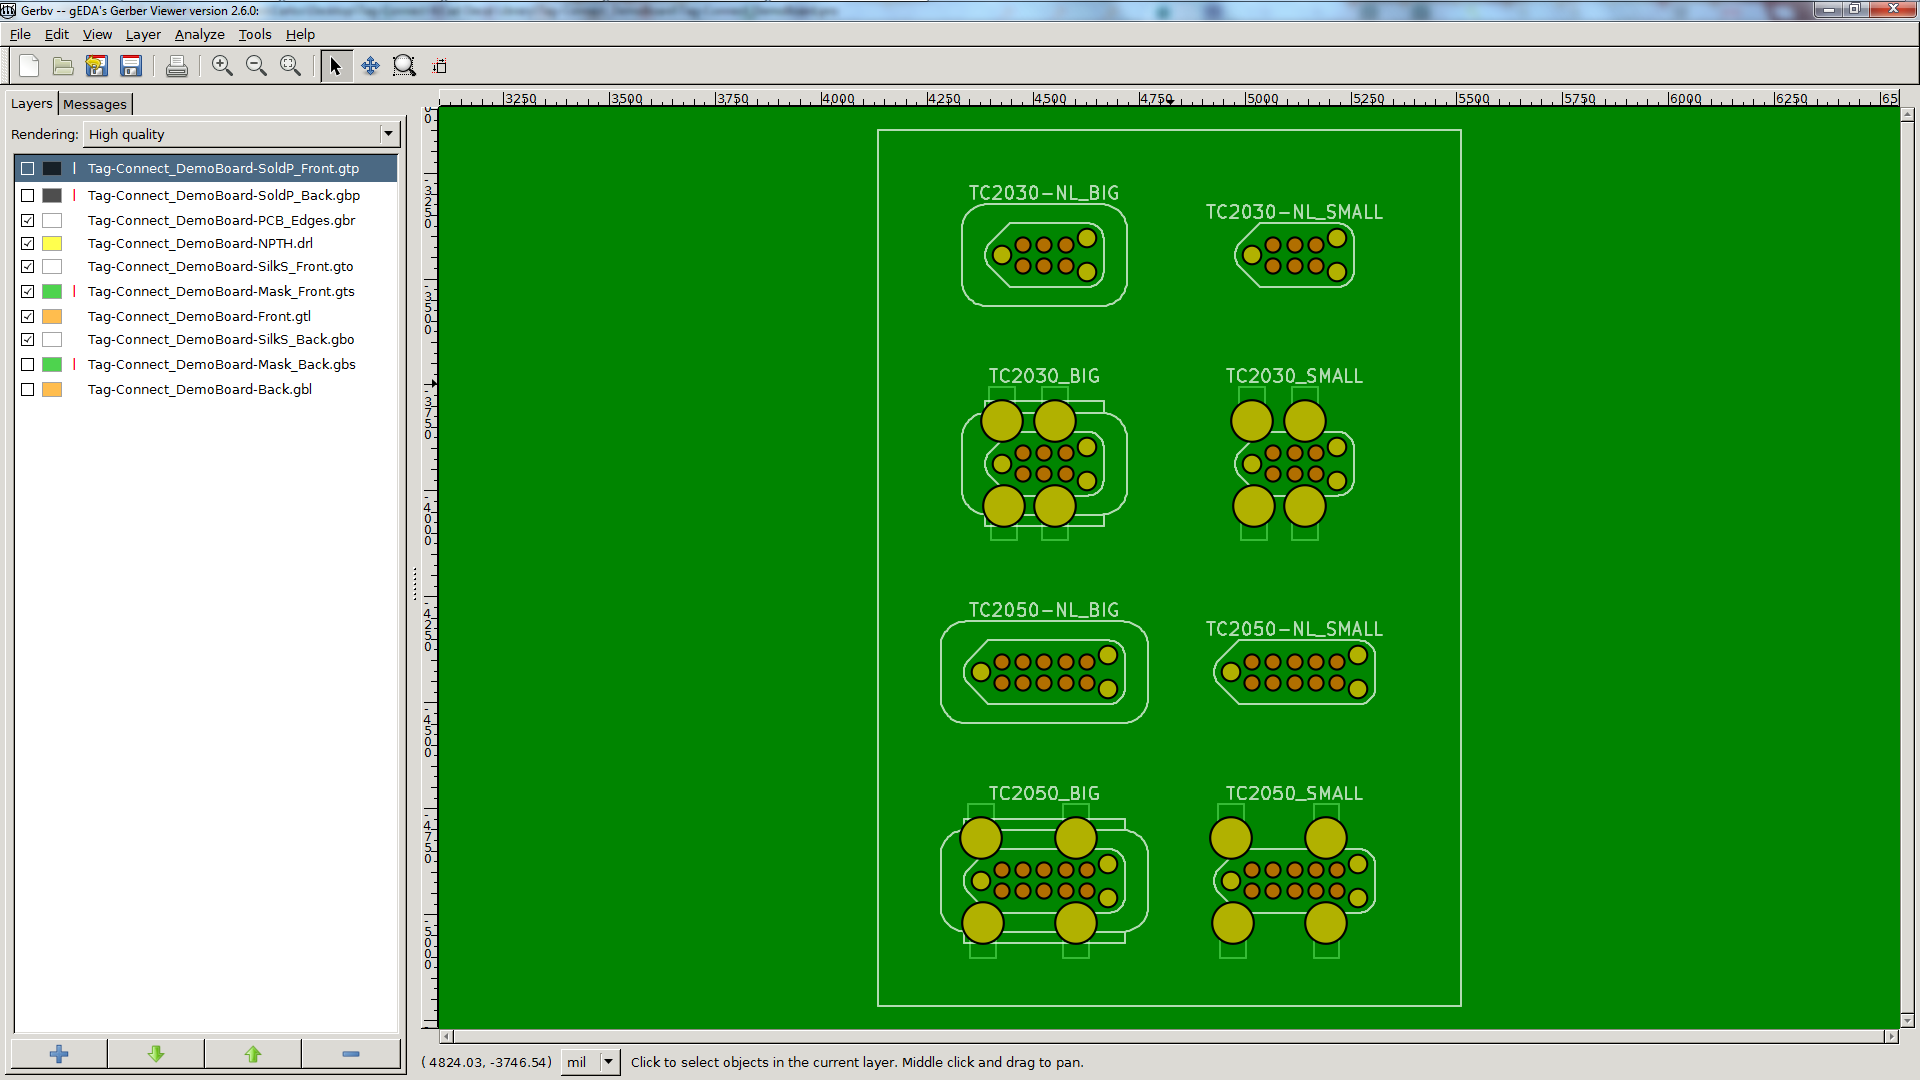 Gerbv -- gEDA's Gerber Viewer version 2.6.0:
File Edit View Layer Analyze Tools Help
Layers Messages
Rendering: High quality
Tag-Connect_DemoBoard-SoldP_Front.gtp
Tag-Connect_DemoBoard-SoldP_Back.gbp
Tag-Connect_DemoBoard-PCB_Edges.gbr
Tag-Connect_DemoBoard-NPTH.drl
Tag-Connect_DemoBoard-SilkS_Front.gto
Tag-Connect_DemoBoard-Mask_Front.gts
Tag-Connect_DemoBoard-Front.gtl
Tag-Connect_DemoBoard-SilkS_Back.gbo
Tag-Connect_DemoBoard-Mask_Back.gbs
Tag-Connect_DemoBoard-Back.gbl
3250 3500 3750 4000 4250 4500 4750 5000 5250 5500 5750 6000 6250 65
0
-3250
-3500
-3750
-4000
-4250
-4500
-4750
-5000
TC2030-NL_BIG
TC2030-NL_SMALL
TC2030_BIG TC2030_SMALL
TC2050-NL_BIG
TC2050-NL_SMALL
TC2050_BIG TC2050_SMALL
( 4824.03, -3746.54) mil Click to select objects in the current layer. Middle click and drag to pan.